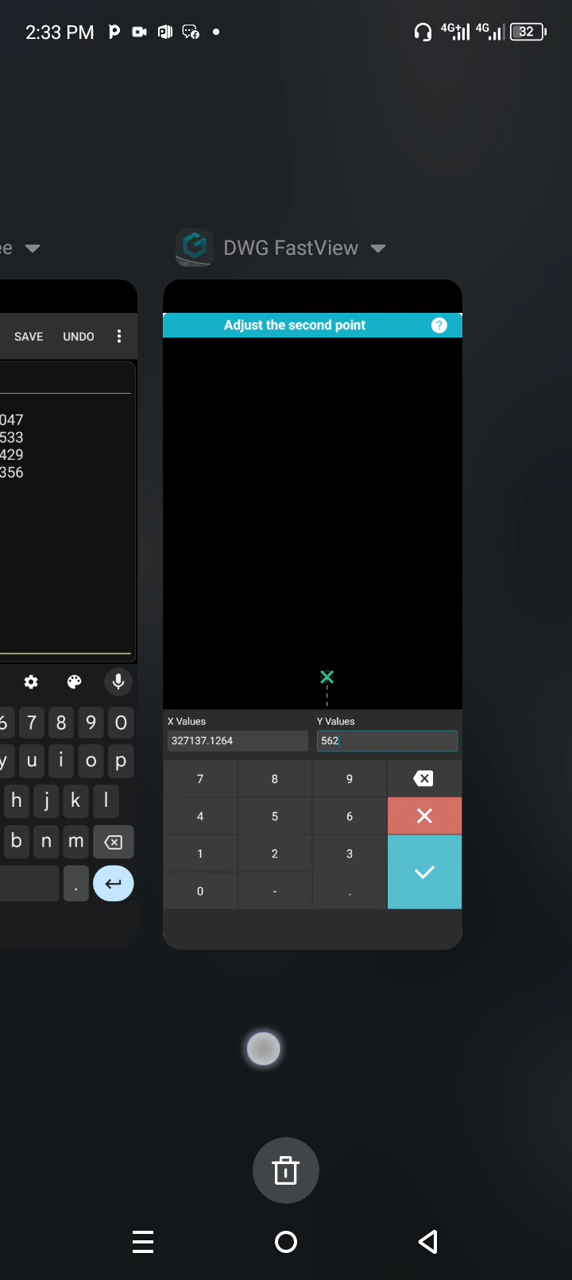 2:33 PM
4G+ 4G 32
ee
DWG FastView
SAVE UNDO
047
533
429
356
6 7 8 9 0
y u i o p
h j k l
b n m
.
Adjust the second point ?
X Values Y Values
327137.1264 562
7 8 9
4 5 6
1 2 3
0 - .